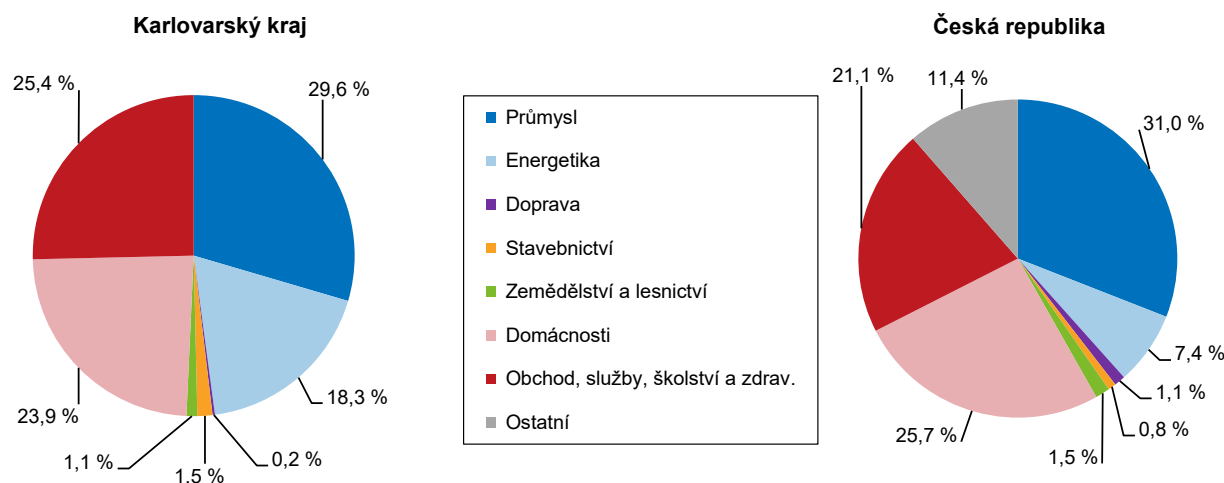 Karlovarský kraj
25,4 %
29,6 %
18,3 %
0,2 %
1,5 %
1,1 %
23,9 %
Průmysl
Energetika
Doprava
Stavebnictví
Zemědělství a lesnictví
Domácnosti
Obchod, služby, školství a zdrav.
Ostatní
Česká republika
21,1 %
11,4 %
31,0 %
7,4 %
1,1 %
0,8 %
1,5 %
25,7 %